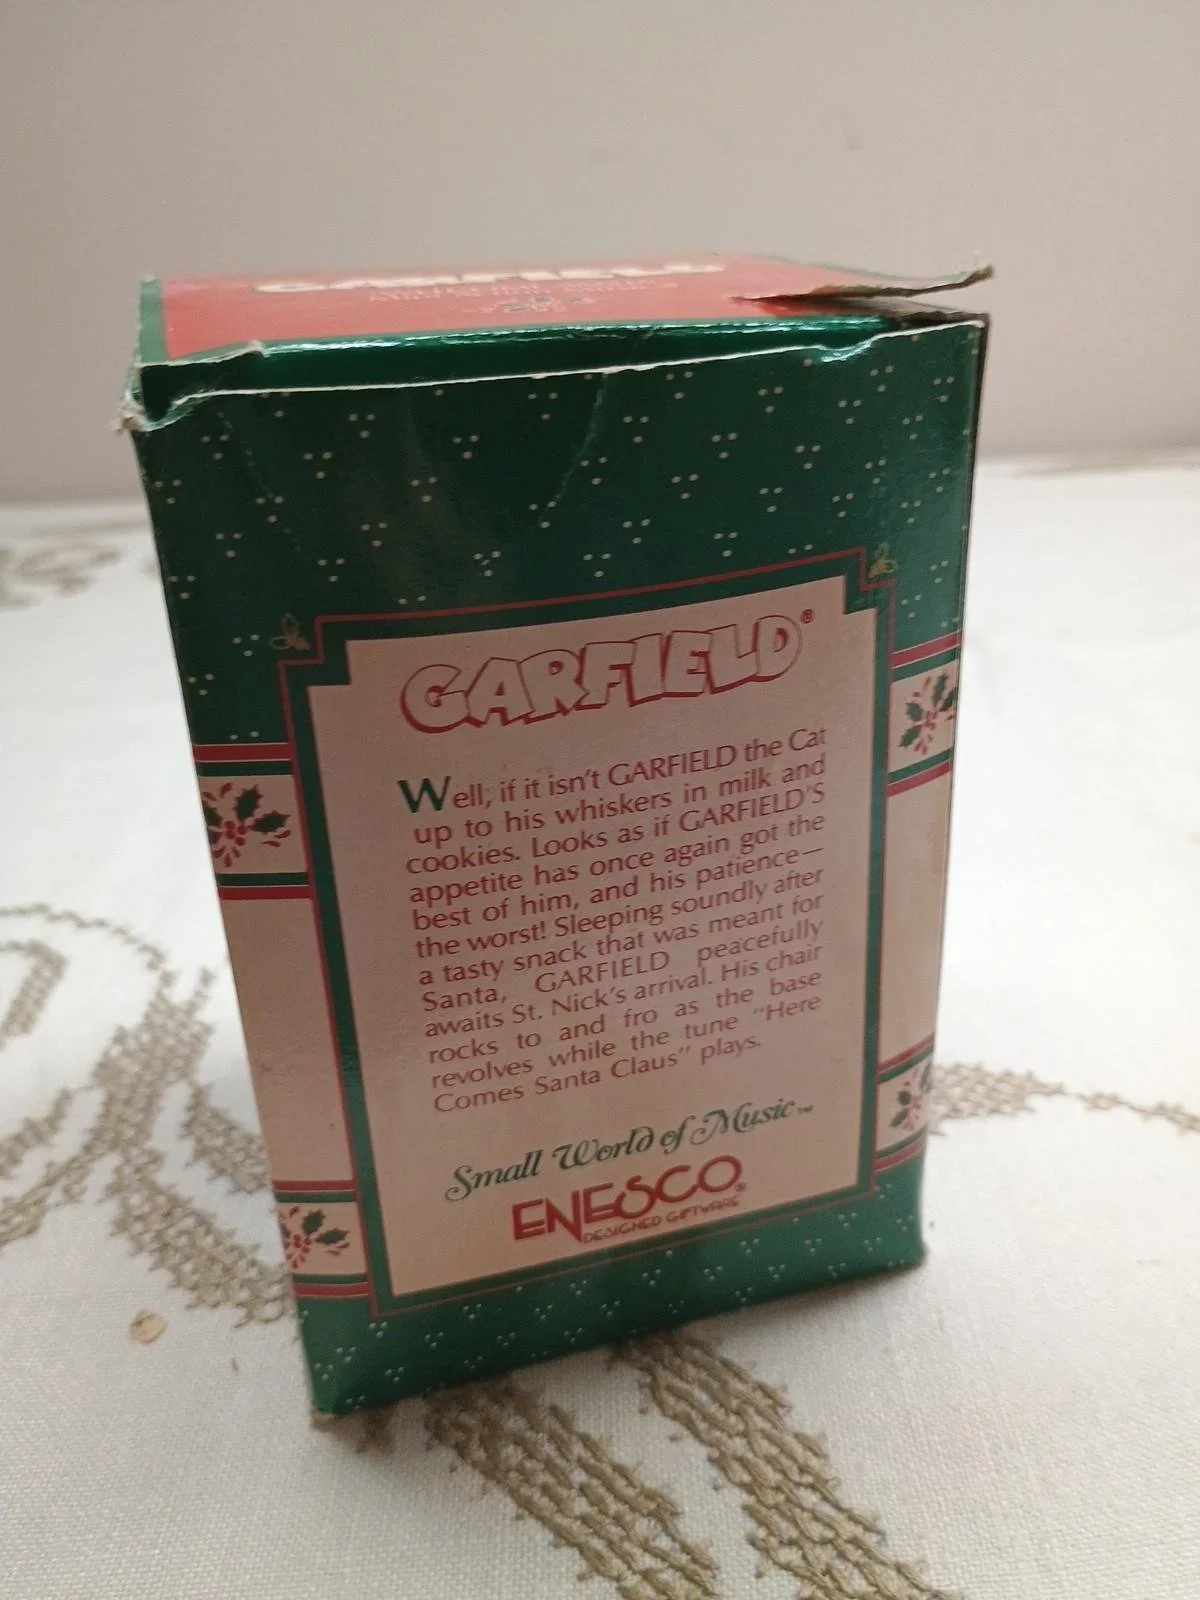 GARFIELD
GARFIELD®
Well, if it isn't GARFIELD the Cat
up to his whiskers in milk and
cookies. Looks as if GARFIELD'S
appetite has once again got the
best of him, and his patience—
the worst! Sleeping soundly after
a tasty snack that was meant for
Santa, GARFIELD peacefully
awaits St. Nick's arrival. His chair
rocks to and fro as the base
revolves while the tune "Here
Comes Santa Claus" plays.
Small World of Music™
ENESCO®
DESIGNED GIFTWARE